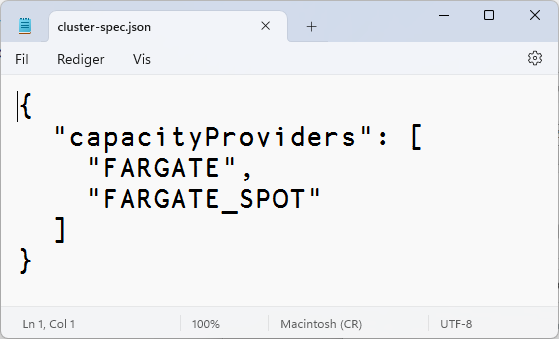 cluster-spec.json
Fil Rediger Vis
{
  "capacityProviders": [
    "FARGATE",
    "FARGATE_SPOT"
  ]
}
Ln 1, Col 1 100% Macintosh (CR) UTF-8